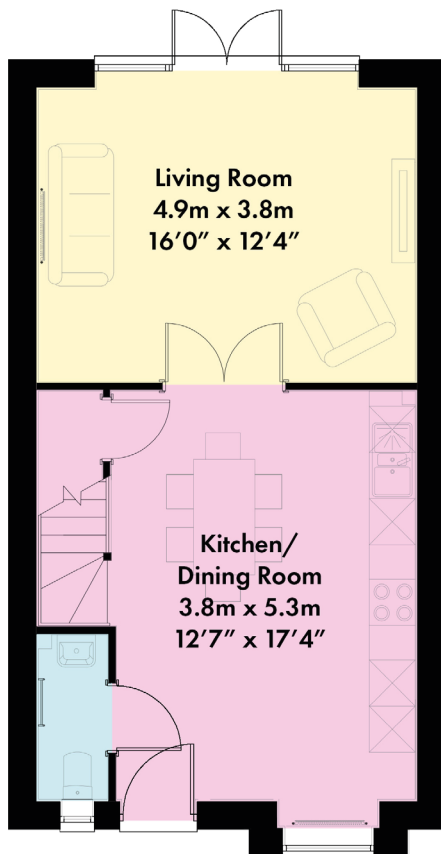 Living Room
4.9m x 3.8m
16’0” x 12’4”
Kitchen/
Dining Room
3.8m x 5.3m
12’7” x 17’4”